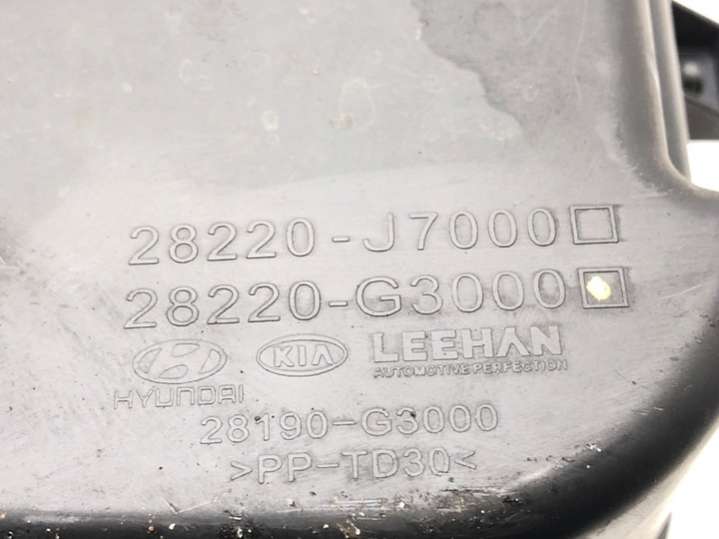 28220-J7000
28220-G3000
HYUNDAI KIA LEEHAN
AUTOMOTIVE PERFECTION
28190-G3000
>PP-TD30<